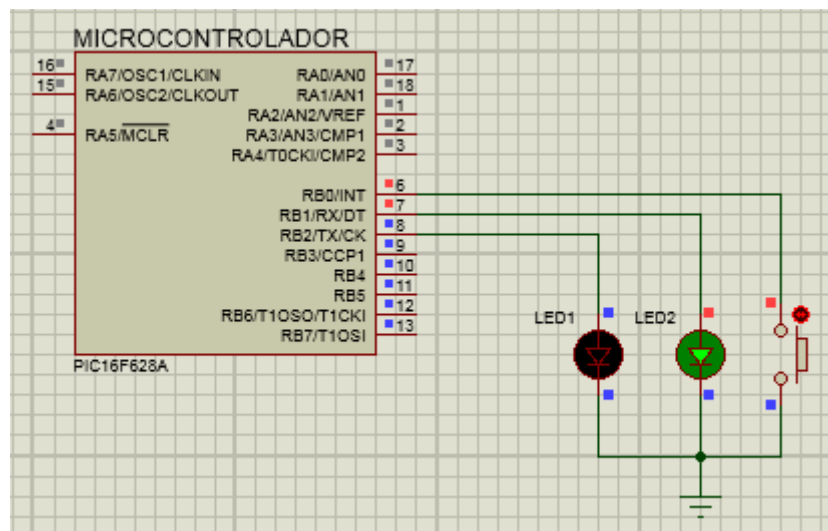 MICROCONTROLADOR
16 RA7/OSC1/CLKIN RA0/AN0 17
15 RA6/OSC2/CLKOUT RA1/AN1 18
RA2/AN2/VREF 1
4 RA5/MCLR RA3/AN3/CMP1 2
RA4/T0CKI/CMP2 3
RB0/INT 6
RB1/RX/DT 7
RB2/TX/CK 8
RB3/CCP1 9
RB4 10
RB5 11
RB6/T1OSO/T1CKI 12
RB7/T1OSI 13
LED1 LED2
PIC16F628A